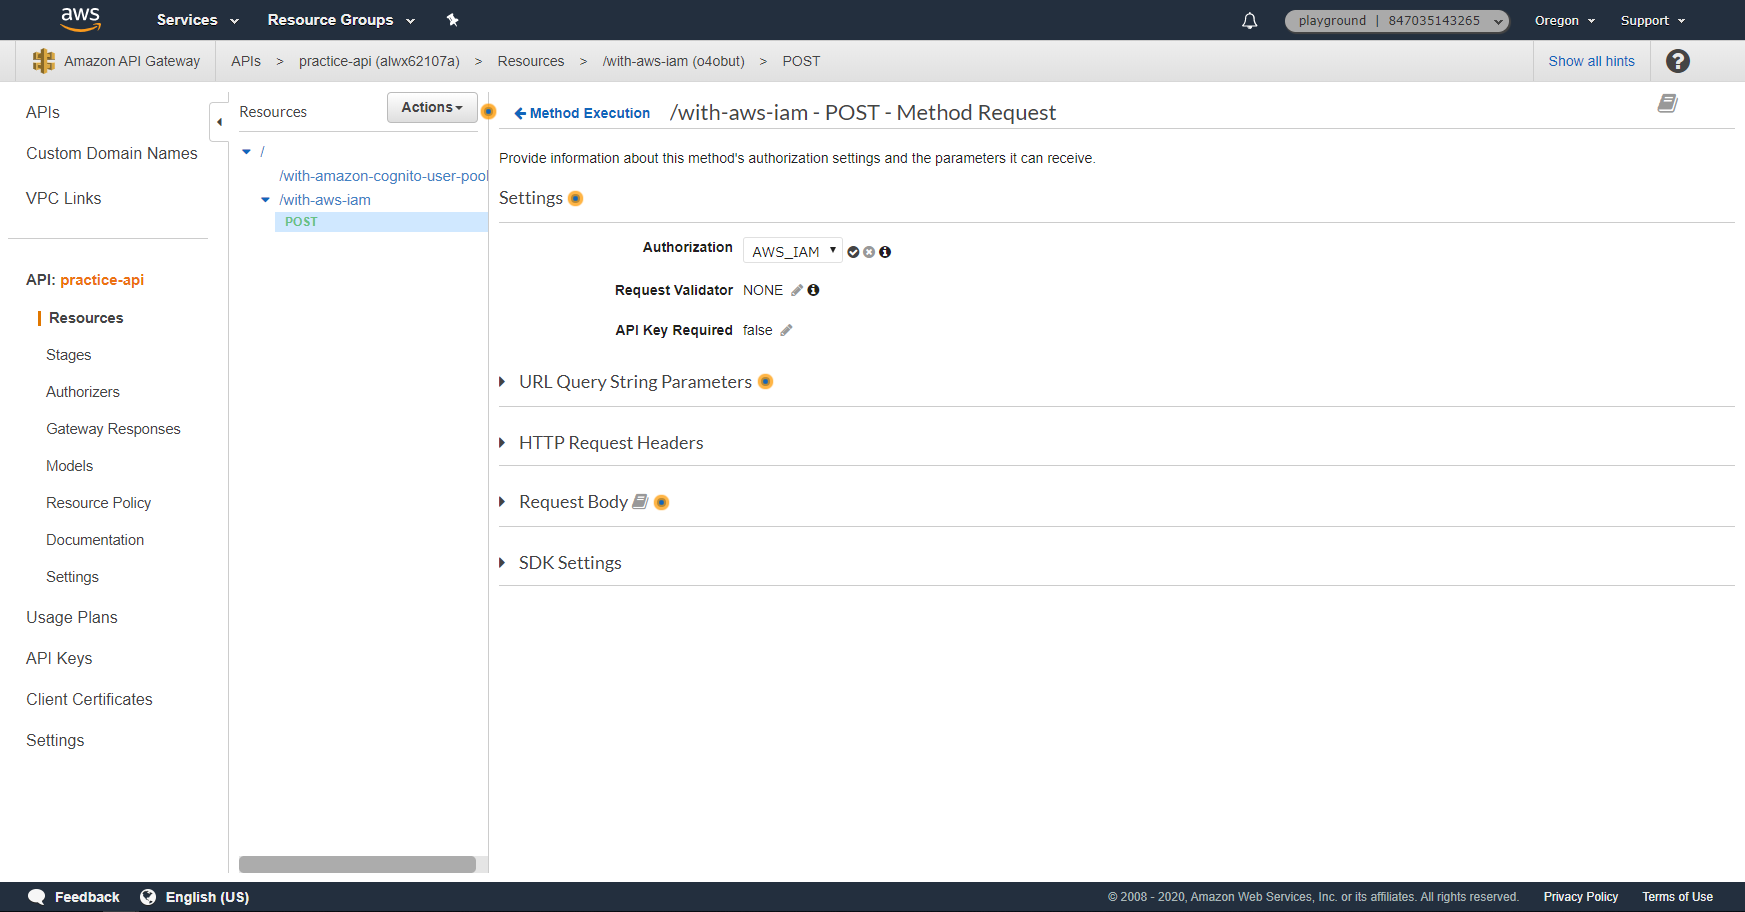 aws Services Resource Groups playground | 847035143265 Oregon Support
Amazon API Gateway APIs > practice-api (alwx62107a) > Resources > /with-aws-iam (o4obut) > POST Show all hints ?
APIs
Custom Domain Names
VPC Links
API: practice-api
Resources
Stages
Authorizers
Gateway Responses
Models
Resource Policy
Documentation
Settings
Usage Plans
API Keys
Client Certificates
Settings
Resources Actions
/
/with-amazon-cognito-user-pool
/with-aws-iam
POST
Method Execution /with-aws-iam - POST - Method Request
Provide information about this method's authorization settings and the parameters it can receive.
Settings
Authorization AWS_IAM
Request Validator NONE
API Key Required false
URL Query String Parameters
HTTP Request Headers
Request Body
SDK Settings
Feedback English (US) © 2008 - 2020, Amazon Web Services, Inc. or its affiliates. All rights reserved. Privacy Policy Terms of Use